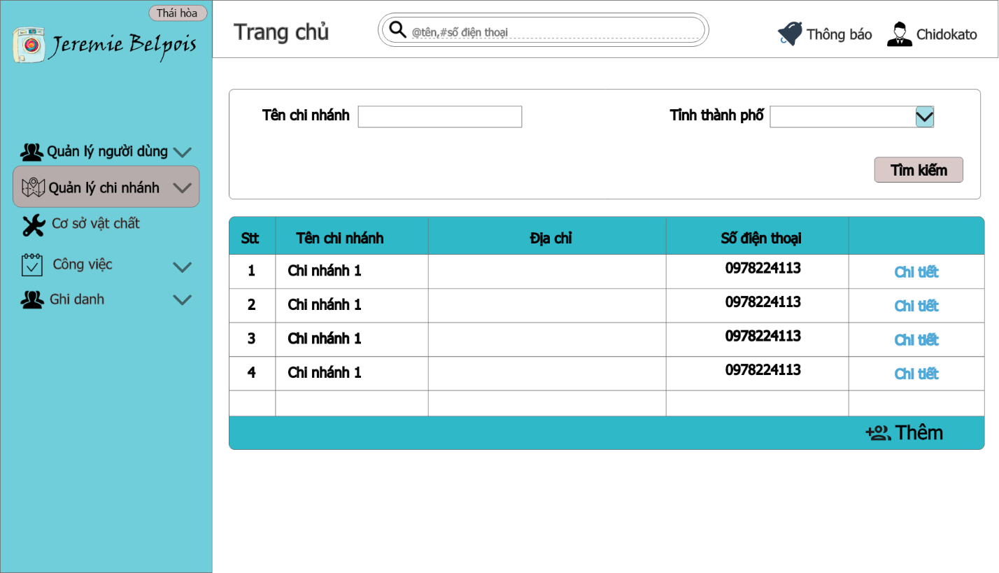 Thái hòa
Jeremie Belpois
Trang chủ
@tên,#số điện thoại
Thông báo
Chidokato
Quản lý người dùng
Quản lý chi nhánh
Cơ sở vật chất
Công việc
Ghi danh
Tên chi nhánh
Tỉnh thành phố
Tìm kiếm
Stt Tên chi nhánh Địa chỉ Số điện thoại
1 Chi nhánh 1 0978224113 Chi tiết
2 Chi nhánh 1 0978224113 Chi tiết
3 Chi nhánh 1 0978224113 Chi tiết
4 Chi nhánh 1 0978224113 Chi tiết
Thêm